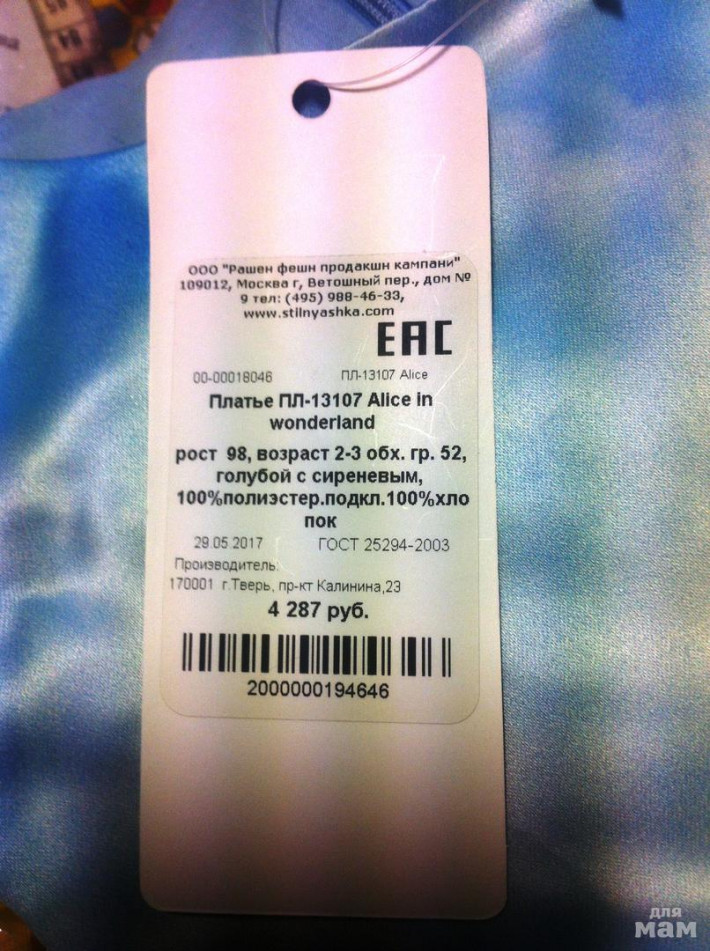 ООО "Рашен фешн продакшн кампани"
109012, Москва г, Ветошный пер., дом №
9 тел: (495) 988-46-33,
www.stilnyashka.com
EAC
00-00018046 ПЛ-13107 Alice
Платье ПЛ-13107 Alice in
wonderland
рост 98, возраст 2-3 обх. гр. 52,
голубой с сиреневым,
100%полиэстер.подкл.100%хло
пок
29.05.2017 ГОСТ 25294-2003
Производитель:
170001 г.Тверь, пр-кт Калинина,23
4 287 руб.
2000000194646
для
мам